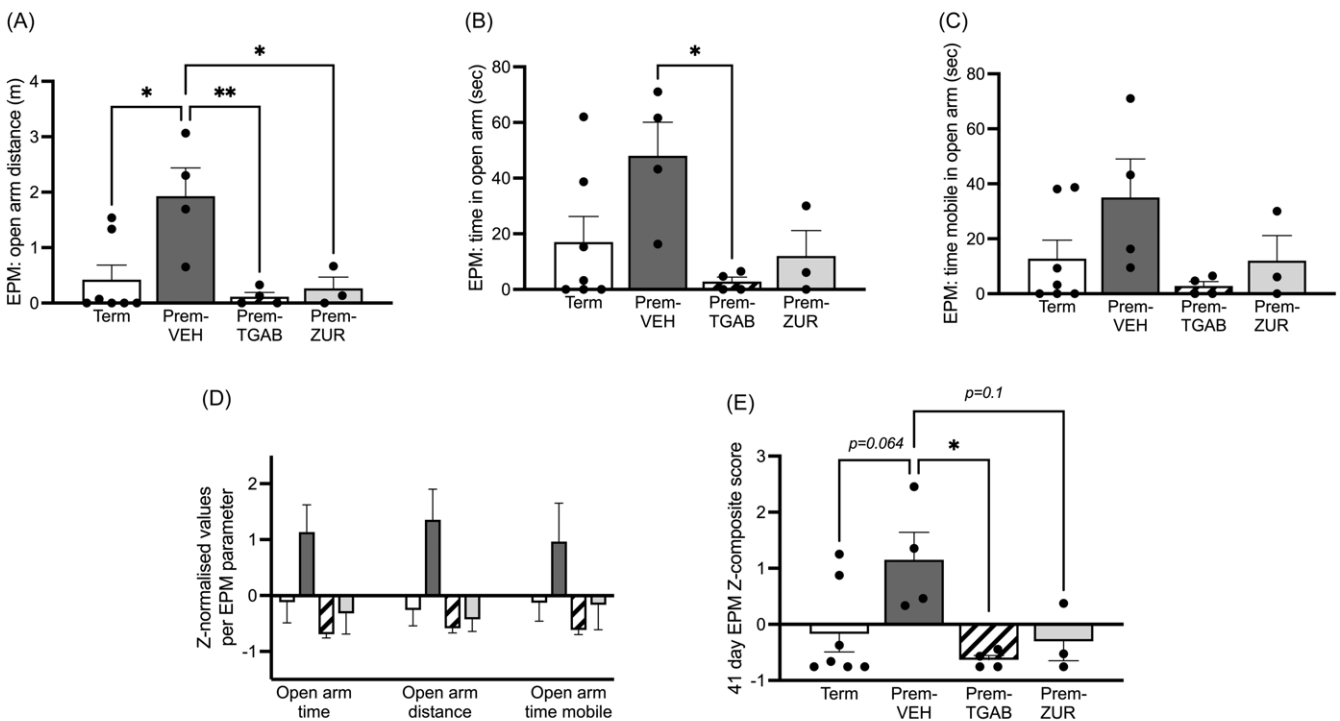 (A)
EPM: open arm distance (m)
4
3
2
1
0
*
*
**
Term
Prem-
VEH
Prem-
TGAB
Prem-
ZUR
(B)
EPM: time in open arm (sec)
80
60
40
20
0
*
Term
Prem-
VEH
Prem-
TGAB
Prem-
ZUR
(C)
EPM: time mobile in open arm (sec)
80
60
40
20
0
Term
Prem-
VEH
Prem-
TGAB
Prem-
ZUR
(D)
Z-normalised values
per EPM parameter
2
1
0
-1
Open arm
time
Open arm
distance
Open arm
time mobile
(E)
41 day EPM Z-composite score
3
2
1
0
-1
p=0.1
p=0.064
*
Term
Prem-
VEH
Prem-
TGAB
Prem-
ZUR